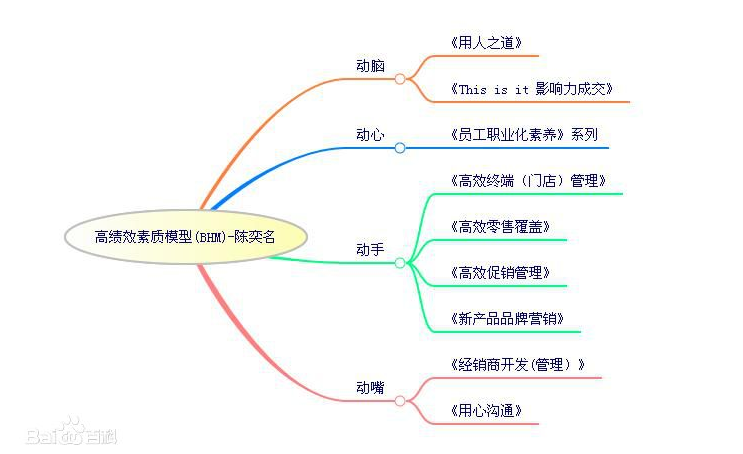 高绩效素质模型(BHM)-陈奕名
动脑
《用人之道》
《This is it 影响力成交》
动心
《员工职业化素养》系列
动手
《高效终端（门店）管理》
《高效零售覆盖》
《高效促销管理》
《新产品品牌营销》
动嘴
《经销商开发(管理）》
《用心沟通》
Baidu百科